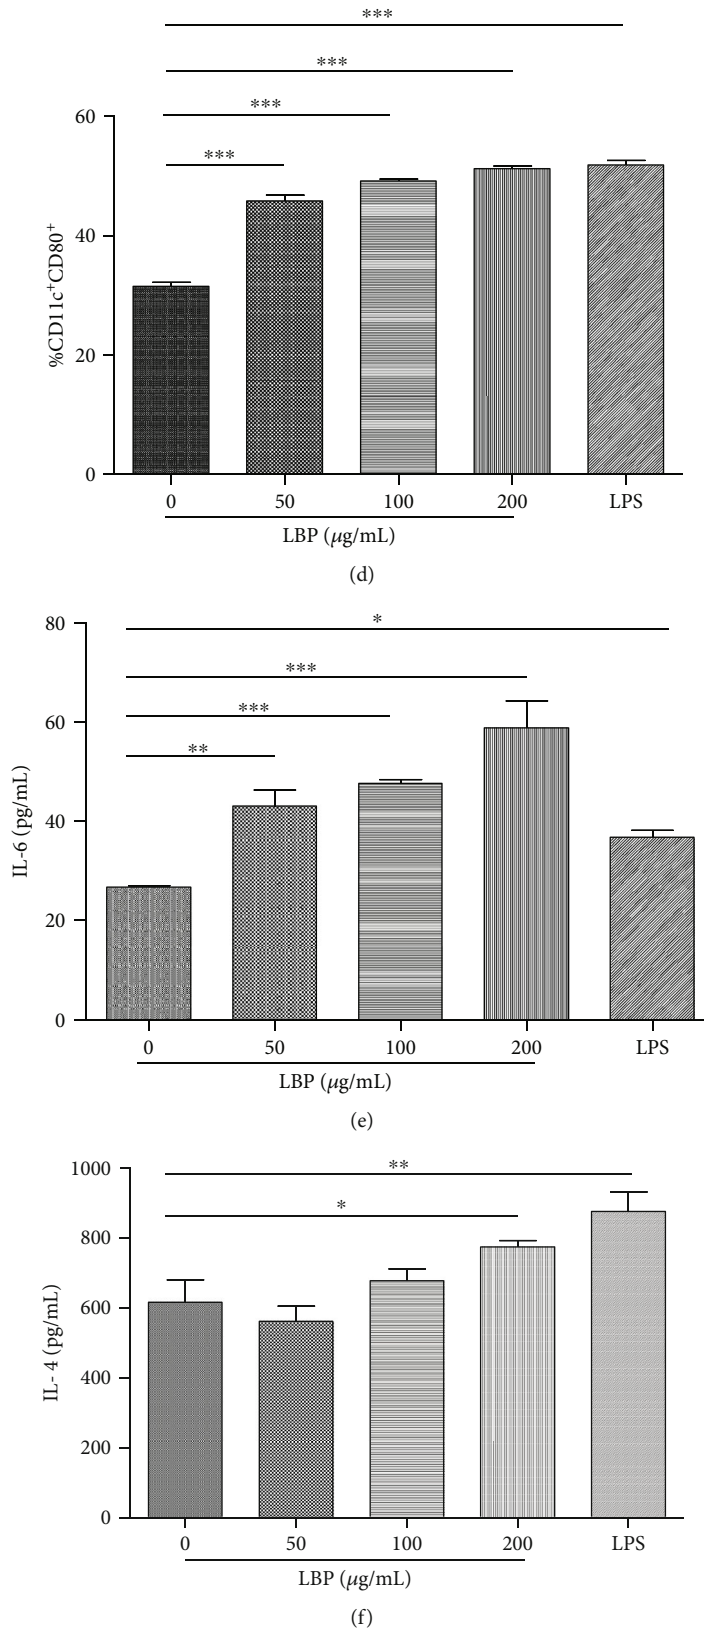 ***
***
***
***
60
40
20
0
%CD11c⁺CD80⁺
0 50 100 200 LPS
LBP (μg/mL)
(d)
*
***
***
**
80
60
40
20
0
IL-6 (pg/mL)
0 50 100 200 LPS
LBP (μg/mL)
(e)
**
*
1000
800
600
400
200
0
IL- 4 (pg/mL)
0 50 100 200 LPS
LBP (μg/mL)
(f)